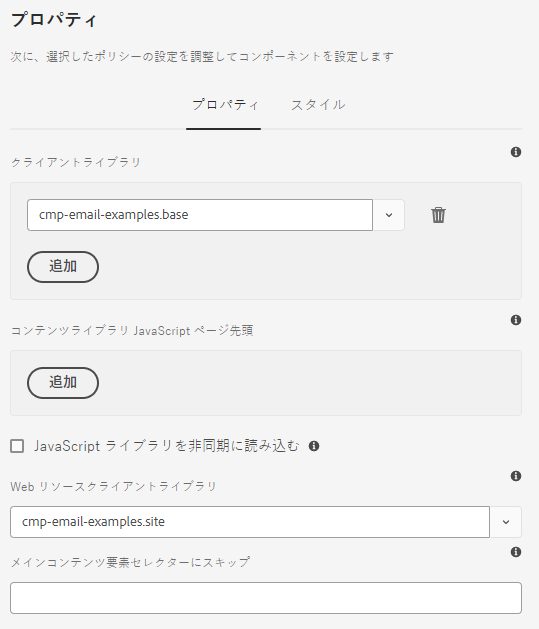 プロパティ
次に、選択したポリシーの設定を調整してコンポーネントを設定します
プロパティ スタイル
クライアントライブラリ
cmp-email-examples.base
追加
コンテンツライブラリ JavaScript ページ先頭
追加
JavaScript ライブラリを非同期に読み込む
Web リソースクライアントライブラリ
cmp-email-examples.site
メインコンテンツ要素セレクターにスキップ